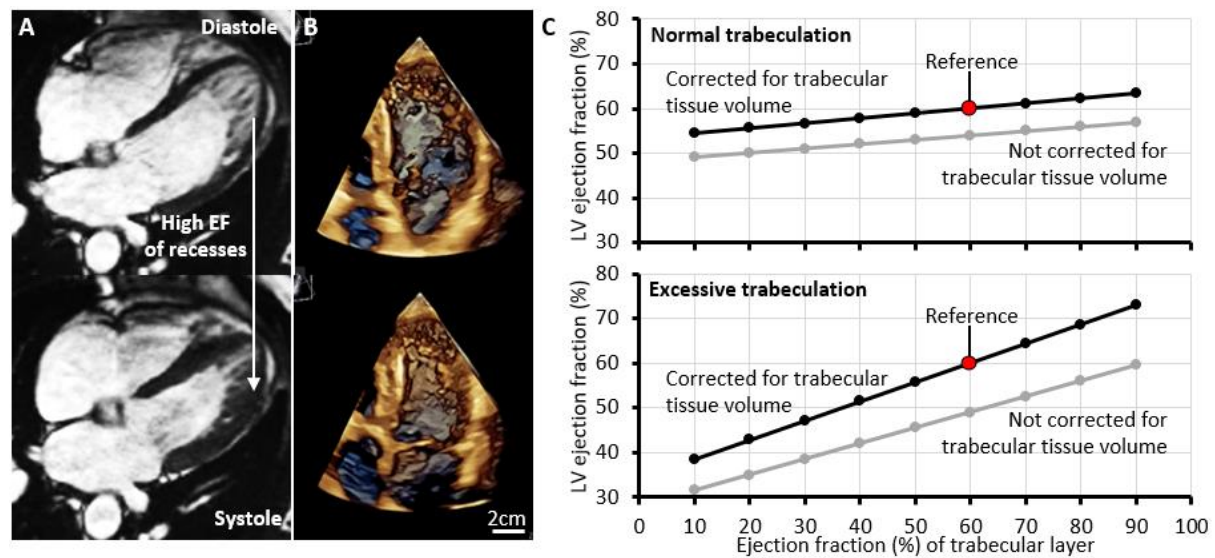 A
Diastole
High EF
of recesses
Systole
B
2cm
C
LV ejection fraction (%)
80
70
60
50
40
30
Normal trabeculation
Reference
Corrected for trabecular
tissue volume
Not corrected for
trabecular tissue volume
LV ejection fraction (%)
80
70
60
50
40
30
Excessive trabeculation
Reference
Corrected for trabecular
tissue volume
Not corrected for
trabecular tissue volume
0 10 20 30 40 50 60 70 80 90 100
Ejection fraction (%) of trabecular layer